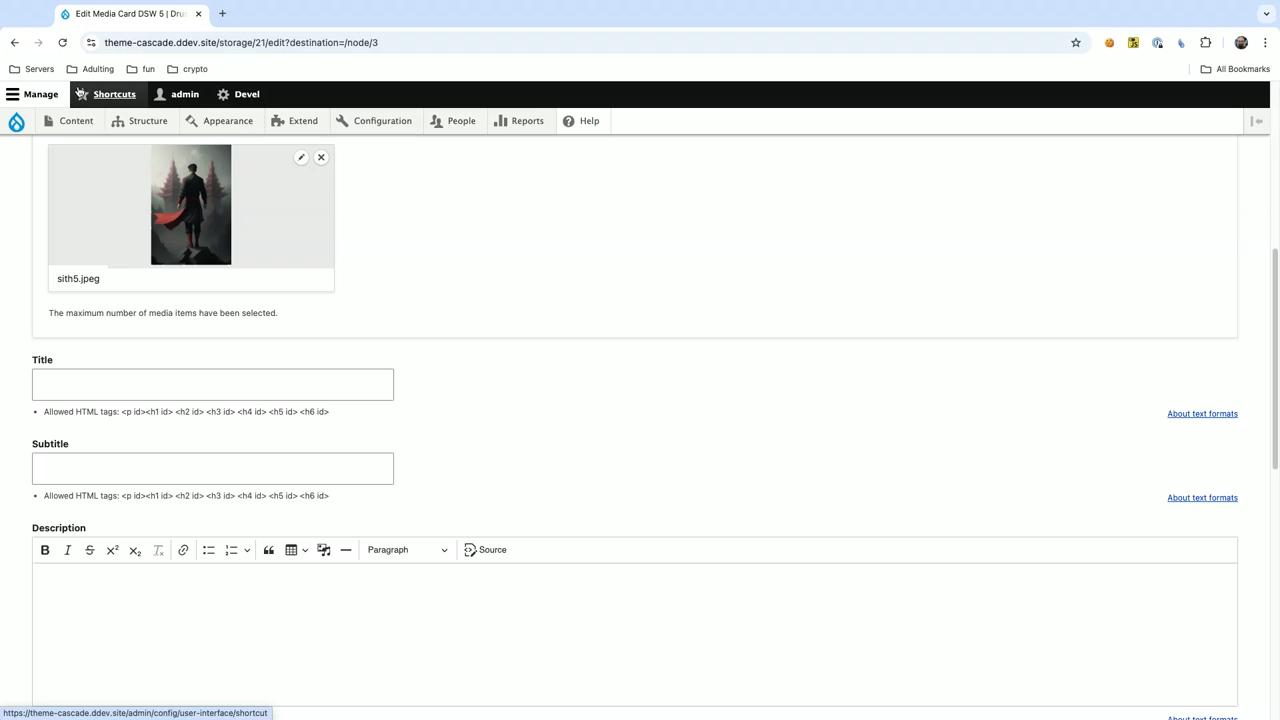 Edit Media Card DSW 5 | Dru
theme-cascade.ddev.site/storage/21/edit?destination=/node/3
Servers Adulting fun crypto All Bookmarks
Manage Shortcuts admin Devel
Content Structure Appearance Extend Configuration People Reports Help
sith5.jpeg
The maximum number of media items have been selected.
Title
Allowed HTML tags: <p id><h1 id> <h2 id> <h3 id> <h4 id> <h5 id> <h6 id>
About text formats
Subtitle
Allowed HTML tags: <p id><h1 id> <h2 id> <h3 id> <h4 id> <h5 id> <h6 id>
About text formats
Description
Paragraph Source
https://theme-cascade.ddev.site/admin/config/user-interface/shortcut
About text formats